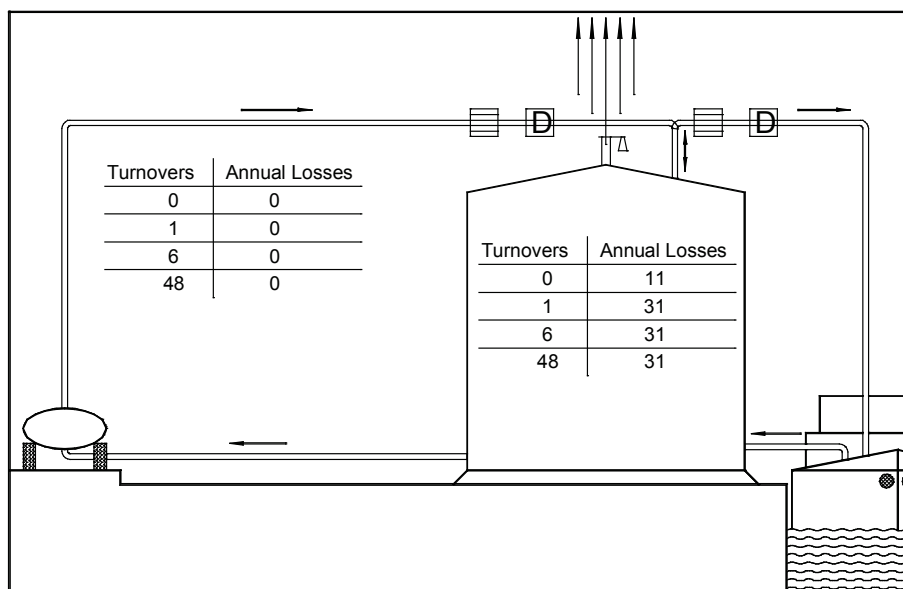 D D
Turnovers Annual Losses
0 0
1 0
6 0
48 0
Turnovers Annual Losses
0 11
1 31
6 31
48 31